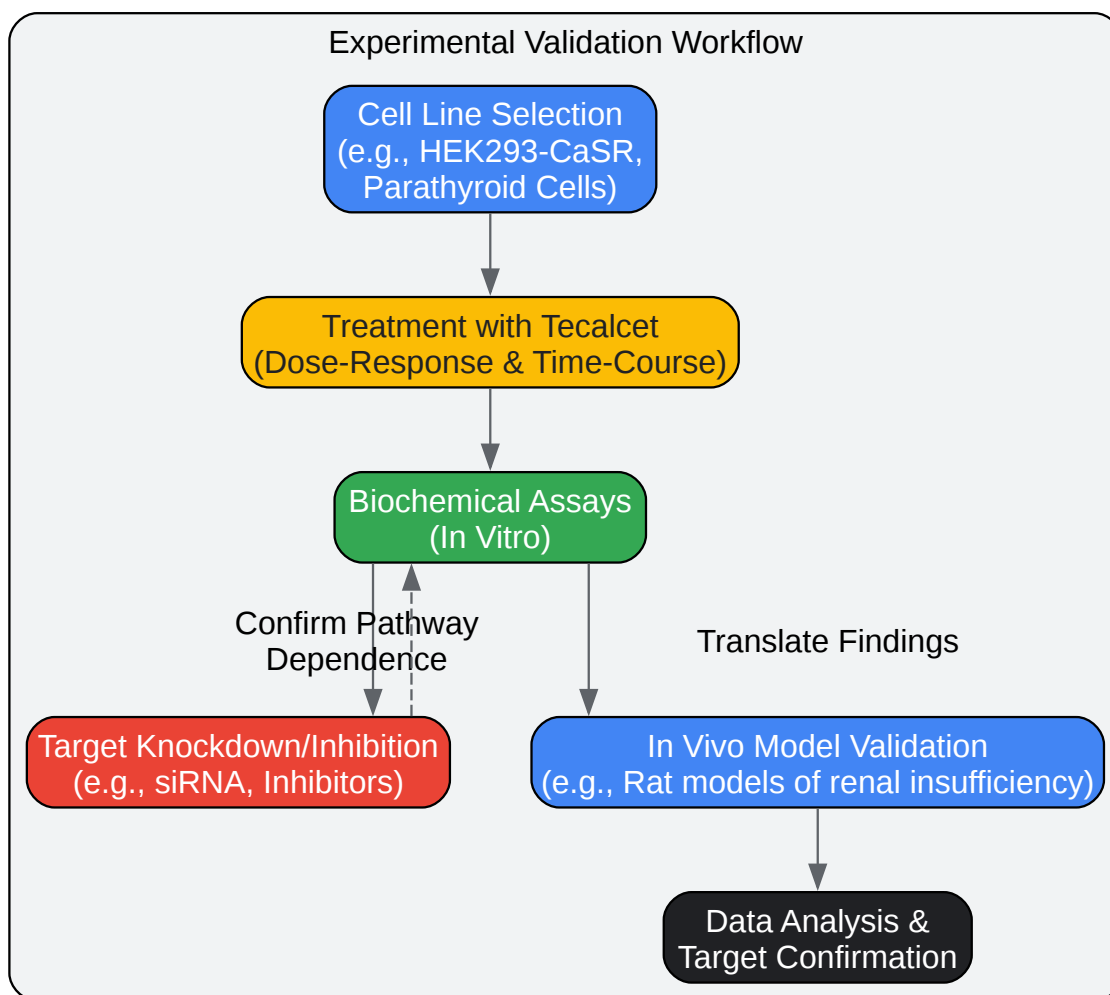 Experimental Validation Workflow
Cell Line Selection
(e.g., HEK293-CaSR,
Parathyroid Cells)
Treatment with Tecalcet
(Dose-Response & Time-Course)
Biochemical Assays
(In Vitro)
Confirm Pathway
Dependence
Translate Findings
Target Knockdown/Inhibition
(e.g., siRNA, Inhibitors)
In Vivo Model Validation
(e.g., Rat models of renal insufficiency)
Data Analysis &
Target Confirmation